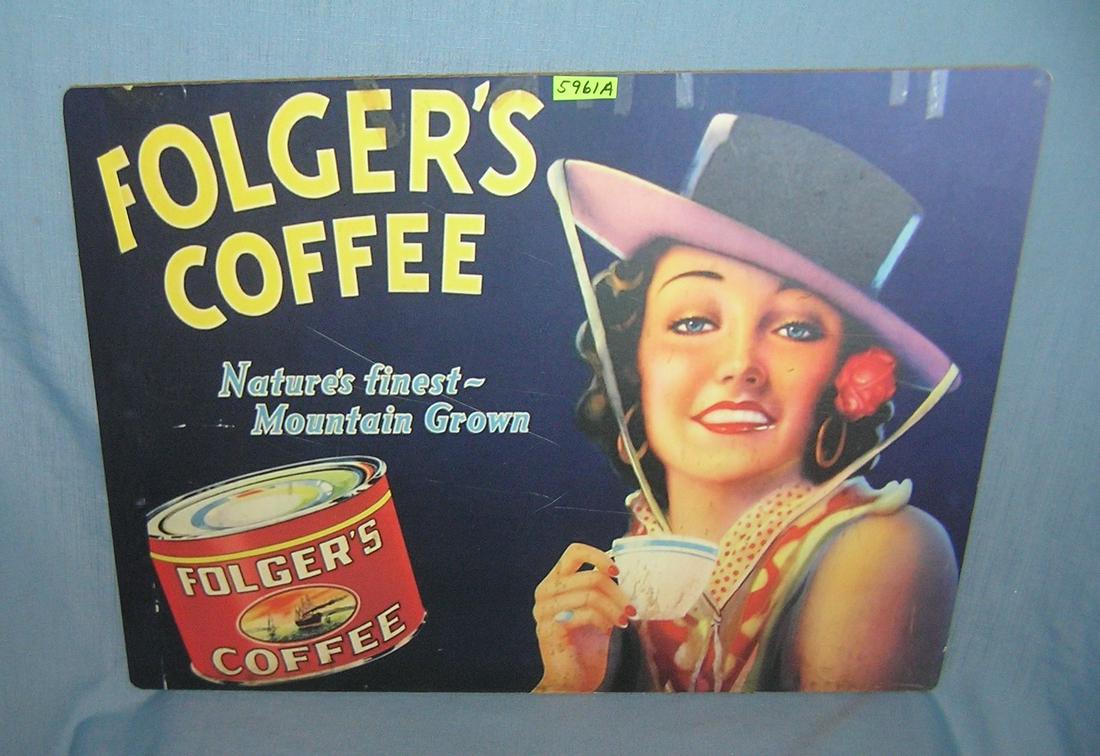 5961A
FOLGER'S
COFFEE
Nature's finest~
Mountain Grown
FOLGER'S
COFFEE